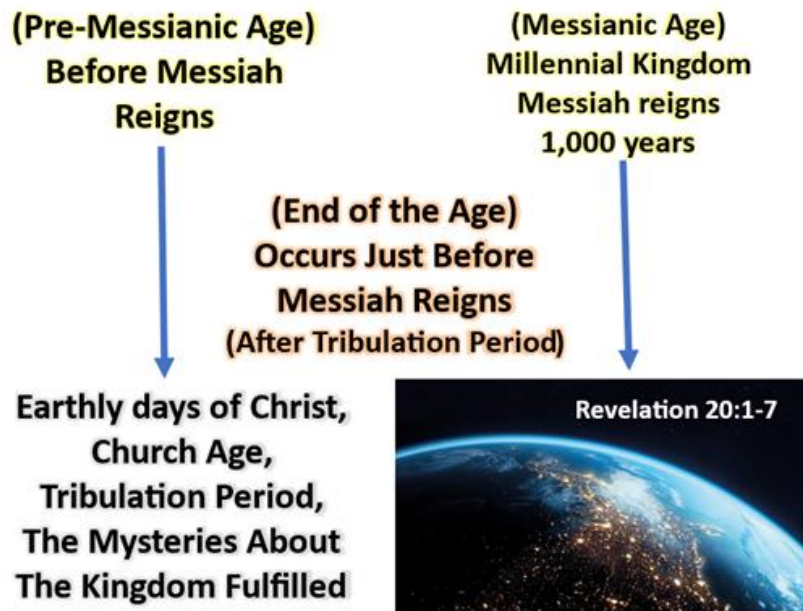 (Pre-Messianic Age)
Before Messiah
Reigns
(Messianic Age)
Millennial Kingdom
Messiah reigns
1,000 years
(End of the Age)
Occurs Just Before
Messiah Reigns
(After Tribulation Period)
Earthly days of Christ,
Church Age,
Tribulation Period,
The Mysteries About
The Kingdom Fulfilled
Revelation 20:1-7